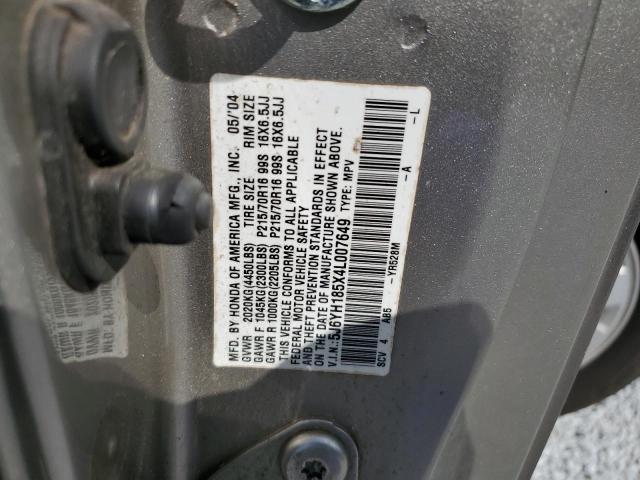 MFD. BY HONDA OF AMERICA MFG., INC. 05/'04
GVWR 2020KG(4450LBS) TIRE SIZE RIM SIZE
GAWR F 1045KG(2300LBS) P215/70R16 99S 16X6.5JJ
GAWR R 1000KG(2205LBS) P215/70R16 99S 16X6.5JJ
THIS VEHICLE CONFORMS TO ALL APPLICABLE
FEDERAL MOTOR VEHICLE SAFETY
AND THEFT PREVENTION STANDARDS IN EFFECT
ON THE DATE OF MANUFACTURE SHOWN ABOVE.
V.I.N.:5J6YH185X4L007649 TYPE: MPV
SCV 4 AB5 -YR528M -A -L